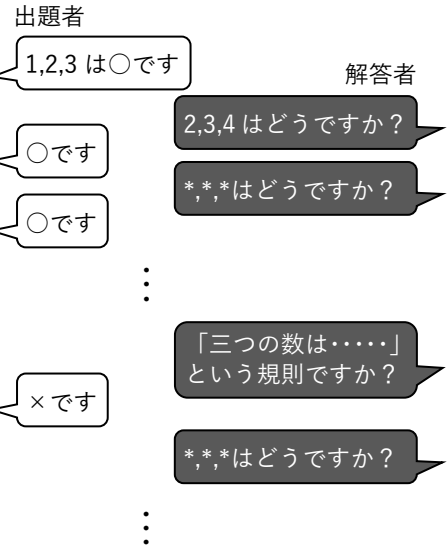 出題者
1,2,3 は○です
解答者
2,3,4 はどうですか？
○です
*,*,*はどうですか？
○です
⋮
「三つの数は･････」
という規則ですか？
×です
*,*,*はどうですか？
⋮